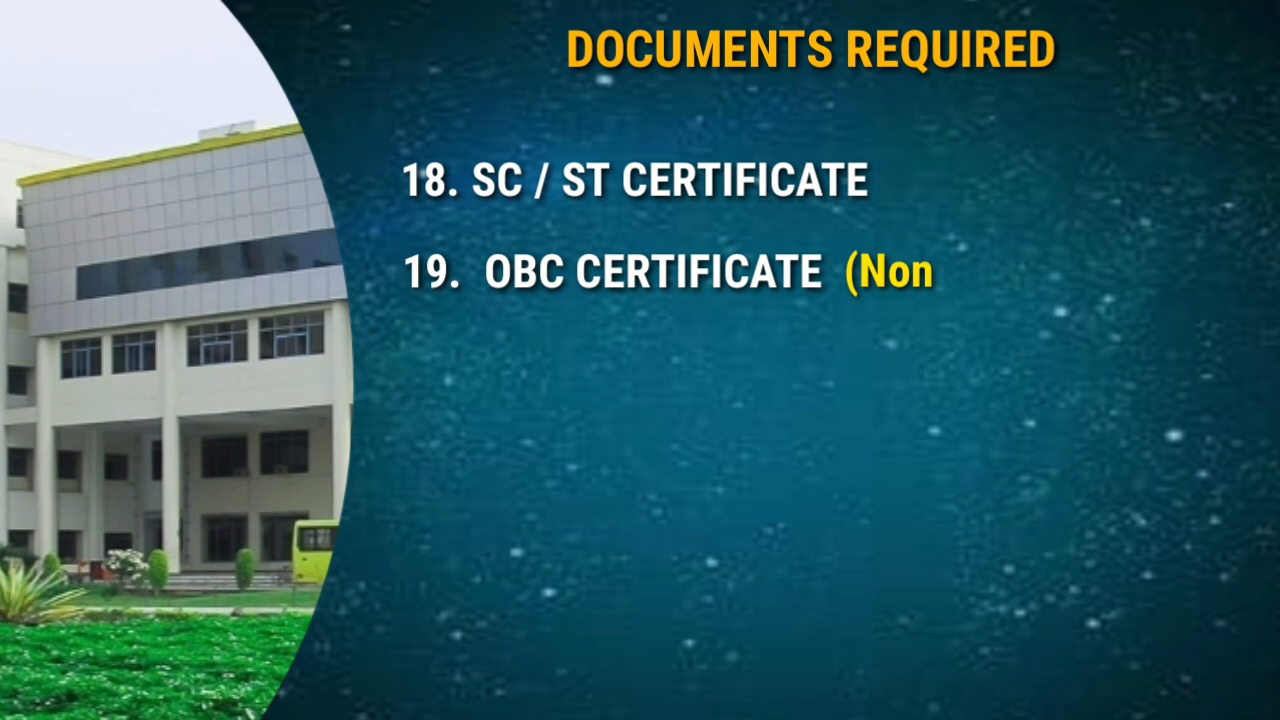 DOCUMENTS REQUIRED
18. SC / ST CERTIFICATE
19. OBC CERTIFICATE (Non